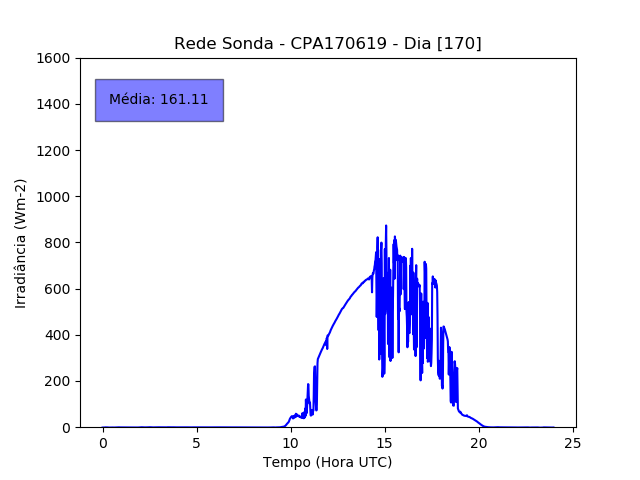 Rede Sonda - CPA170619 - Dia [170]
1600
Média: 161.11
1400
1200
1000
800
600
400
200
0
Irradiância (Wm-2)
0 5 10 15 20 25
Tempo (Hora UTC)